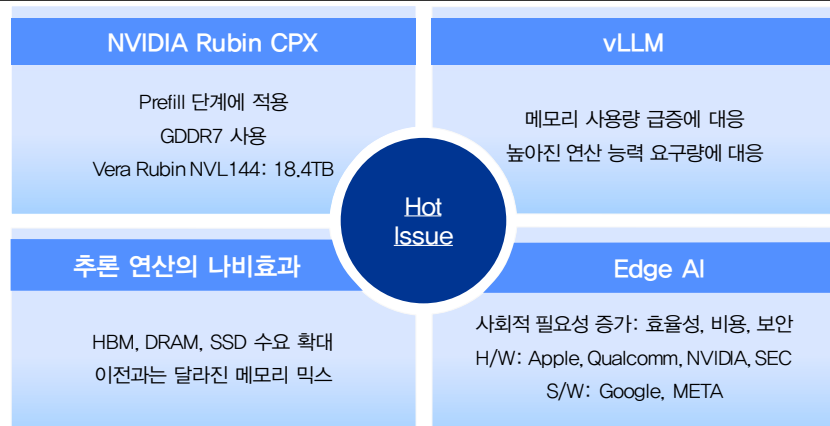 NVIDIA Rubin CPX
Prefill 단계에 적용
GDDR7 사용
Vera Rubin NVL144: 18.4TB
vLLM
메모리 사용량 급증에 대응
높아진 연산 능력 요구량에 대응
Hot
Issue
추론 연산의 나비효과
HBM, DRAM, SSD 수요 확대
이전과는 달라진 메모리 믹스
Edge AI
사회적 필요성 증가: 효율성, 비용, 보안
H/W: Apple, Qualcomm, NVIDIA, SEC
S/W: Google, META